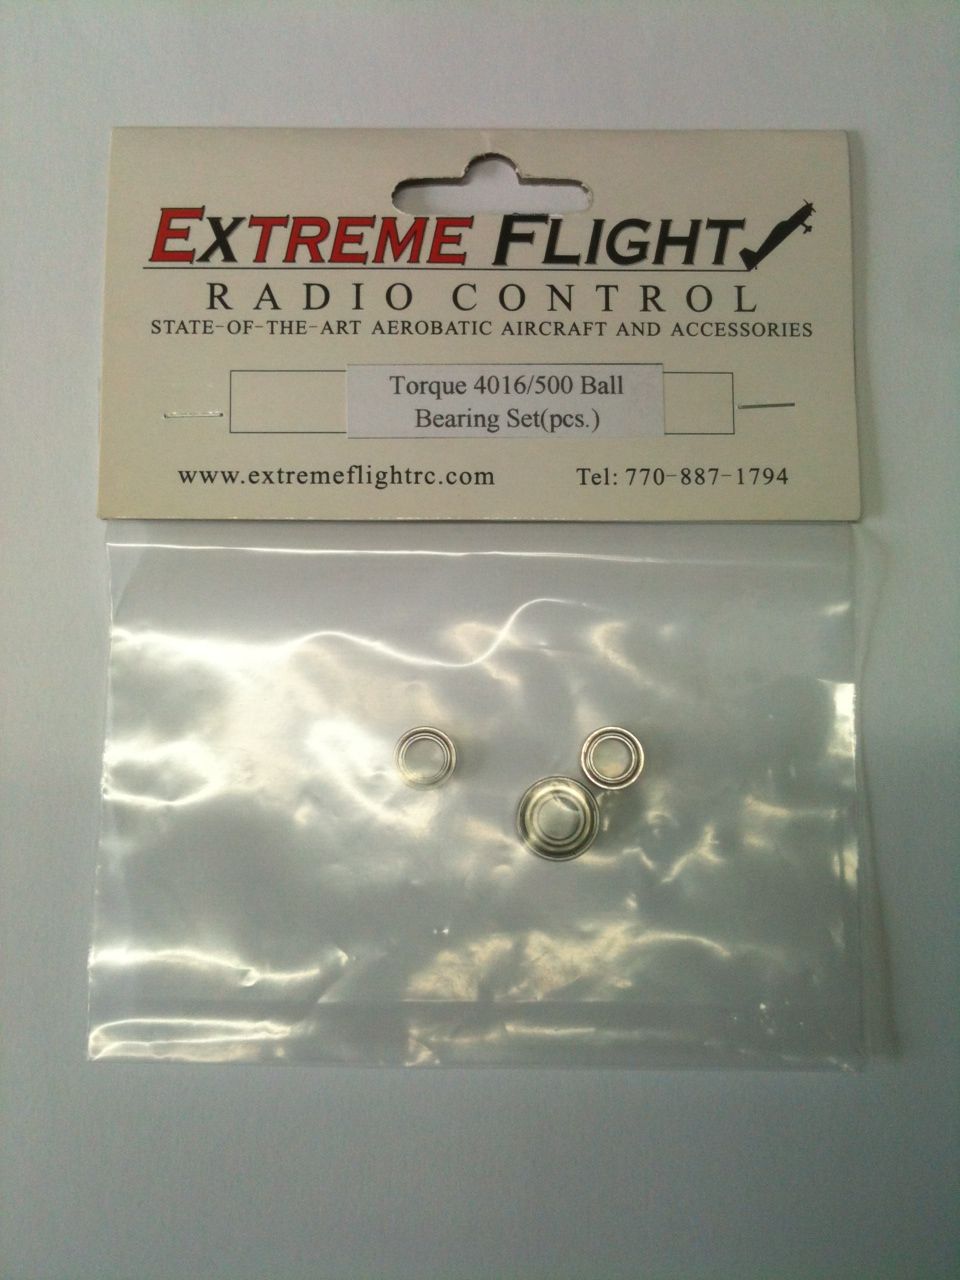 EXTREME FLIGHT
RADIO CONTROL
STATE-OF-THE-ART AEROBATIC AIRCRAFT AND ACCESSORIES
Torque 4016/500 Ball
Bearing Set(pcs.)
www.extremeflightrc.com Tel: 770-887-1794